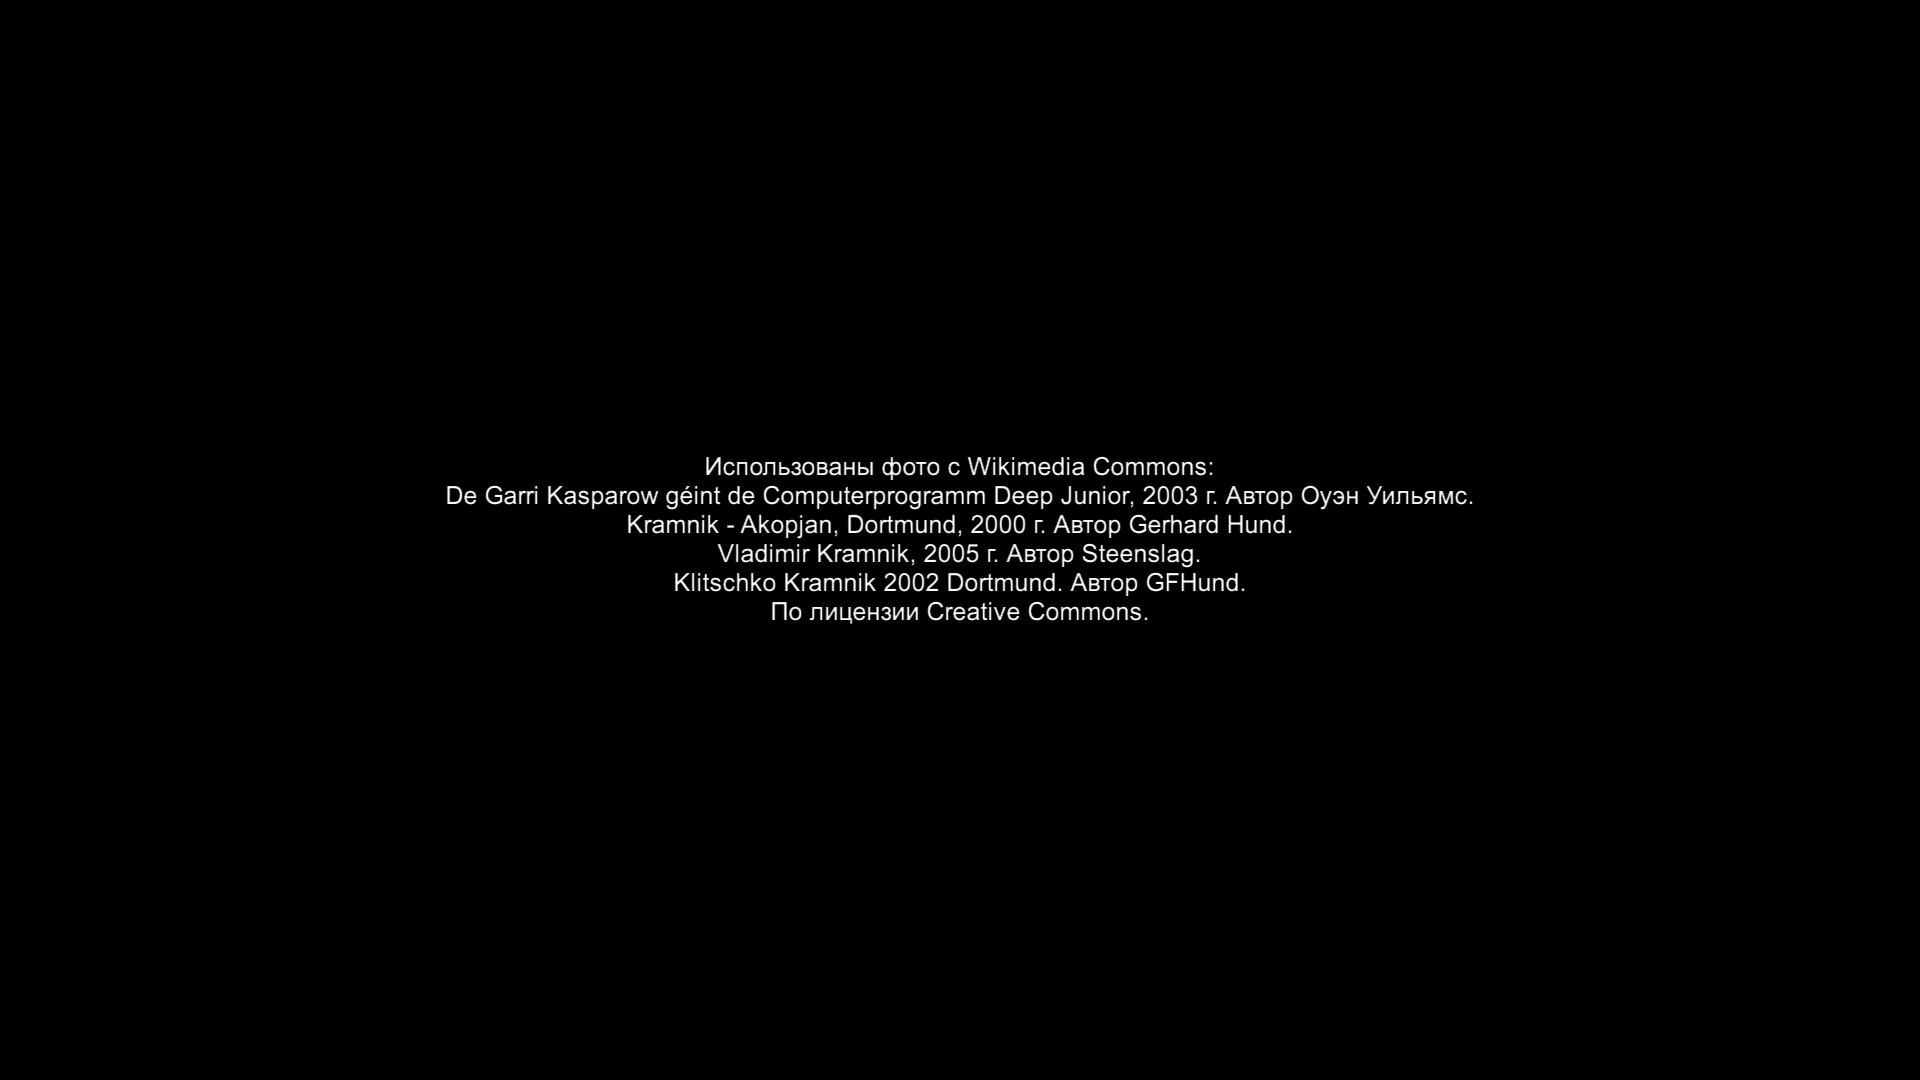 Использованы фото с Wikimedia Commons:
De Garri Kasparow géint de Computerprogramm Deep Junior, 2003 г. Автор Оуэн Уильямс.
Kramnik - Akopjan, Dortmund, 2000 г. Автор Gerhard Hund.
Vladimir Kramnik, 2005 г. Автор Steenslag.
Klitschko Kramnik 2002 Dortmund. Автор GFHund.
По лицензии Creative Commons.